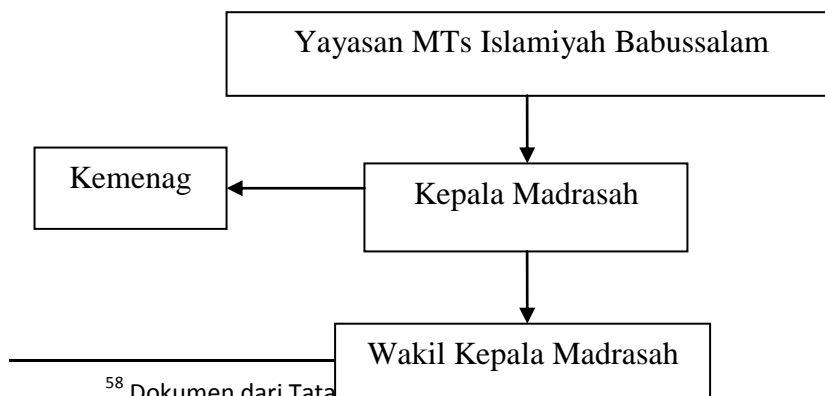 Yayasan MTs Islamiyah Babussalam
Kemenag
Kepala Madrasah
Wakil Kepala Madrasah
58 Dokumen dari Tata